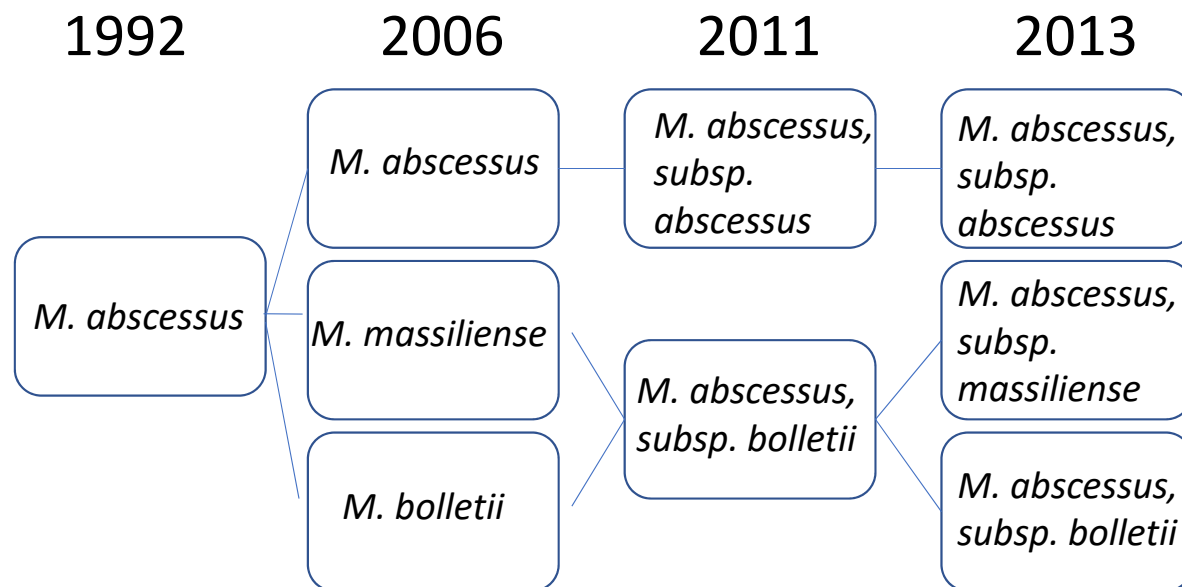 1992
2006
2011
2013
M. abscessus
M. abscessus
M. massiliense
M. bolletii
M. abscessus,
subsp.
abscessus
M. abscessus,
subsp. bolletii
M. abscessus,
subsp.
abscessus
M. abscessus,
subsp.
massiliense
M. abscessus,
subsp. bolletii